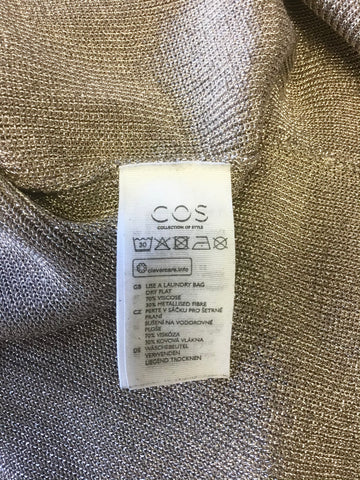 COS
COLLECTION OF STYLE
30
clevercare.info
GB USE A LAUNDRY BAG
DRY FLAT
70% VISCOSE
30% METALLISED FIBRE
CZ PERTE V SÁČKU PRO ŠETRNÉ
PRANÍ
SUŠENÍ NA VODOROVNÉ
PLOŠE
70% VISKÓZA
30% KOVOVÁ VLÁKNA
DE WÄSCHEBEUTEL
VERWENDEN
LIEGEND TROCKNEN